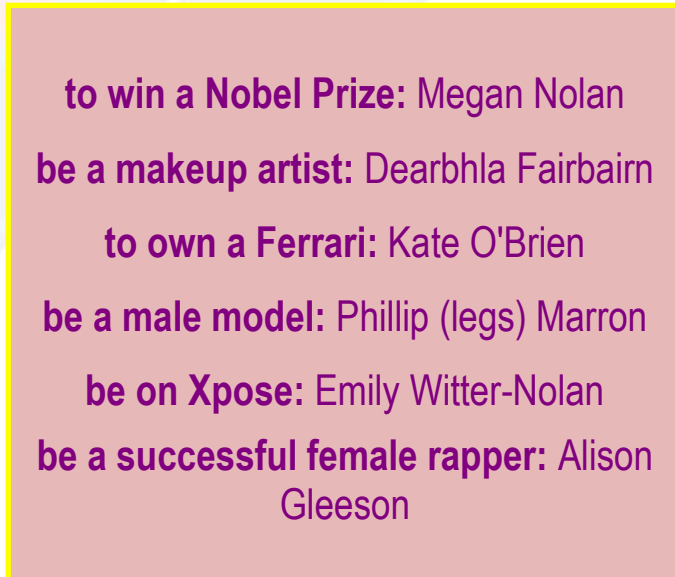 to win a Nobel Prize: Megan Nolan
be a makeup artist: Dearbhla Fairbairn
to own a Ferrari: Kate O'Brien
be a male model: Phillip (legs) Marron
be on Xpose: Emily Witter-Nolan
be a successful female rapper: Alison
Gleeson